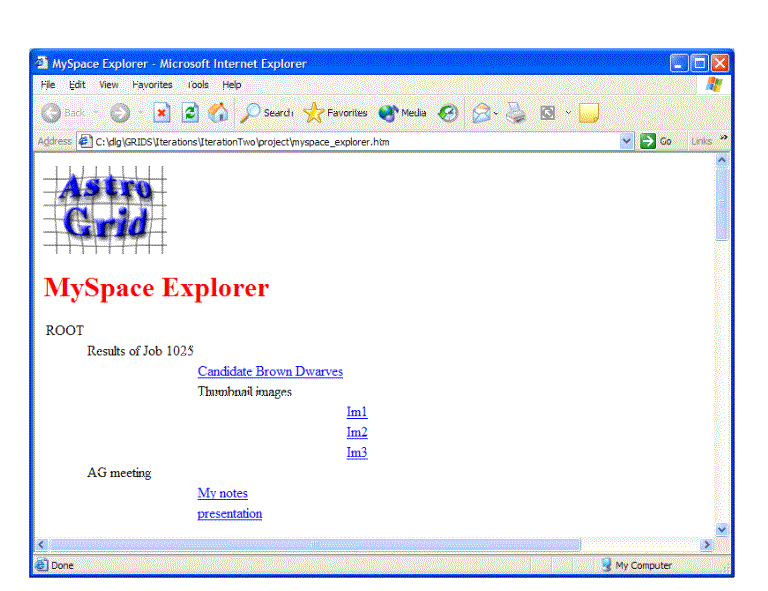 MySpace Explorer - Microsoft Internet Explorer
File Edit View Favorites Tools Help
Back Search Favorites Media
Address C:\dlg\GRIDS\Iterations\IterationTwo\project\myspace_explorer.htm Go Links »
Astro
Grid
MySpace Explorer
ROOT
Results of Job 1025
Candidate Brown Dwarves
Thumbnail images
Im1
Im2
Im3
AG meeting
My notes
presentation
Done My Computer